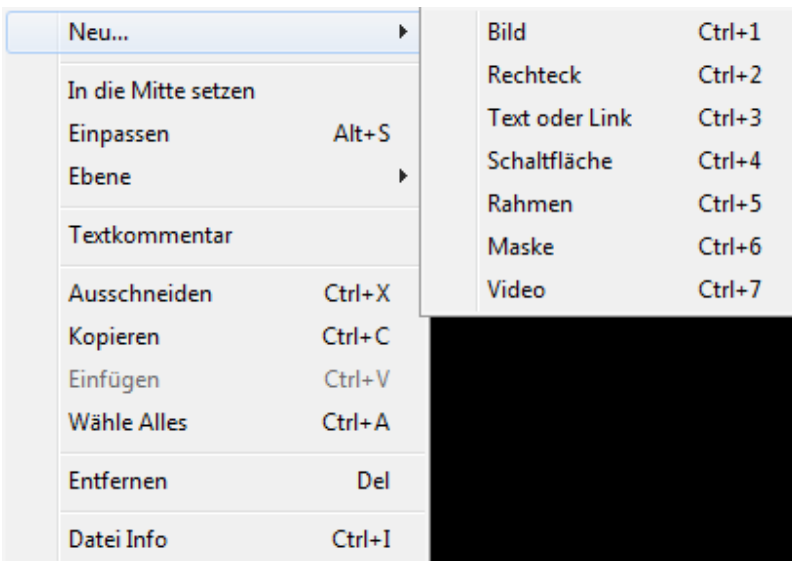 Neu...
In die Mitte setzen
Einpassen Alt+S
Ebene
Textkommentar
Ausschneiden Ctrl+X
Kopieren Ctrl+C
Einfügen Ctrl+V
Wähle Alles Ctrl+A
Entfernen Del
Datei Info Ctrl+I
Bild Ctrl+1
Rechteck Ctrl+2
Text oder Link Ctrl+3
Schaltfläche Ctrl+4
Rahmen Ctrl+5
Maske Ctrl+6
Video Ctrl+7